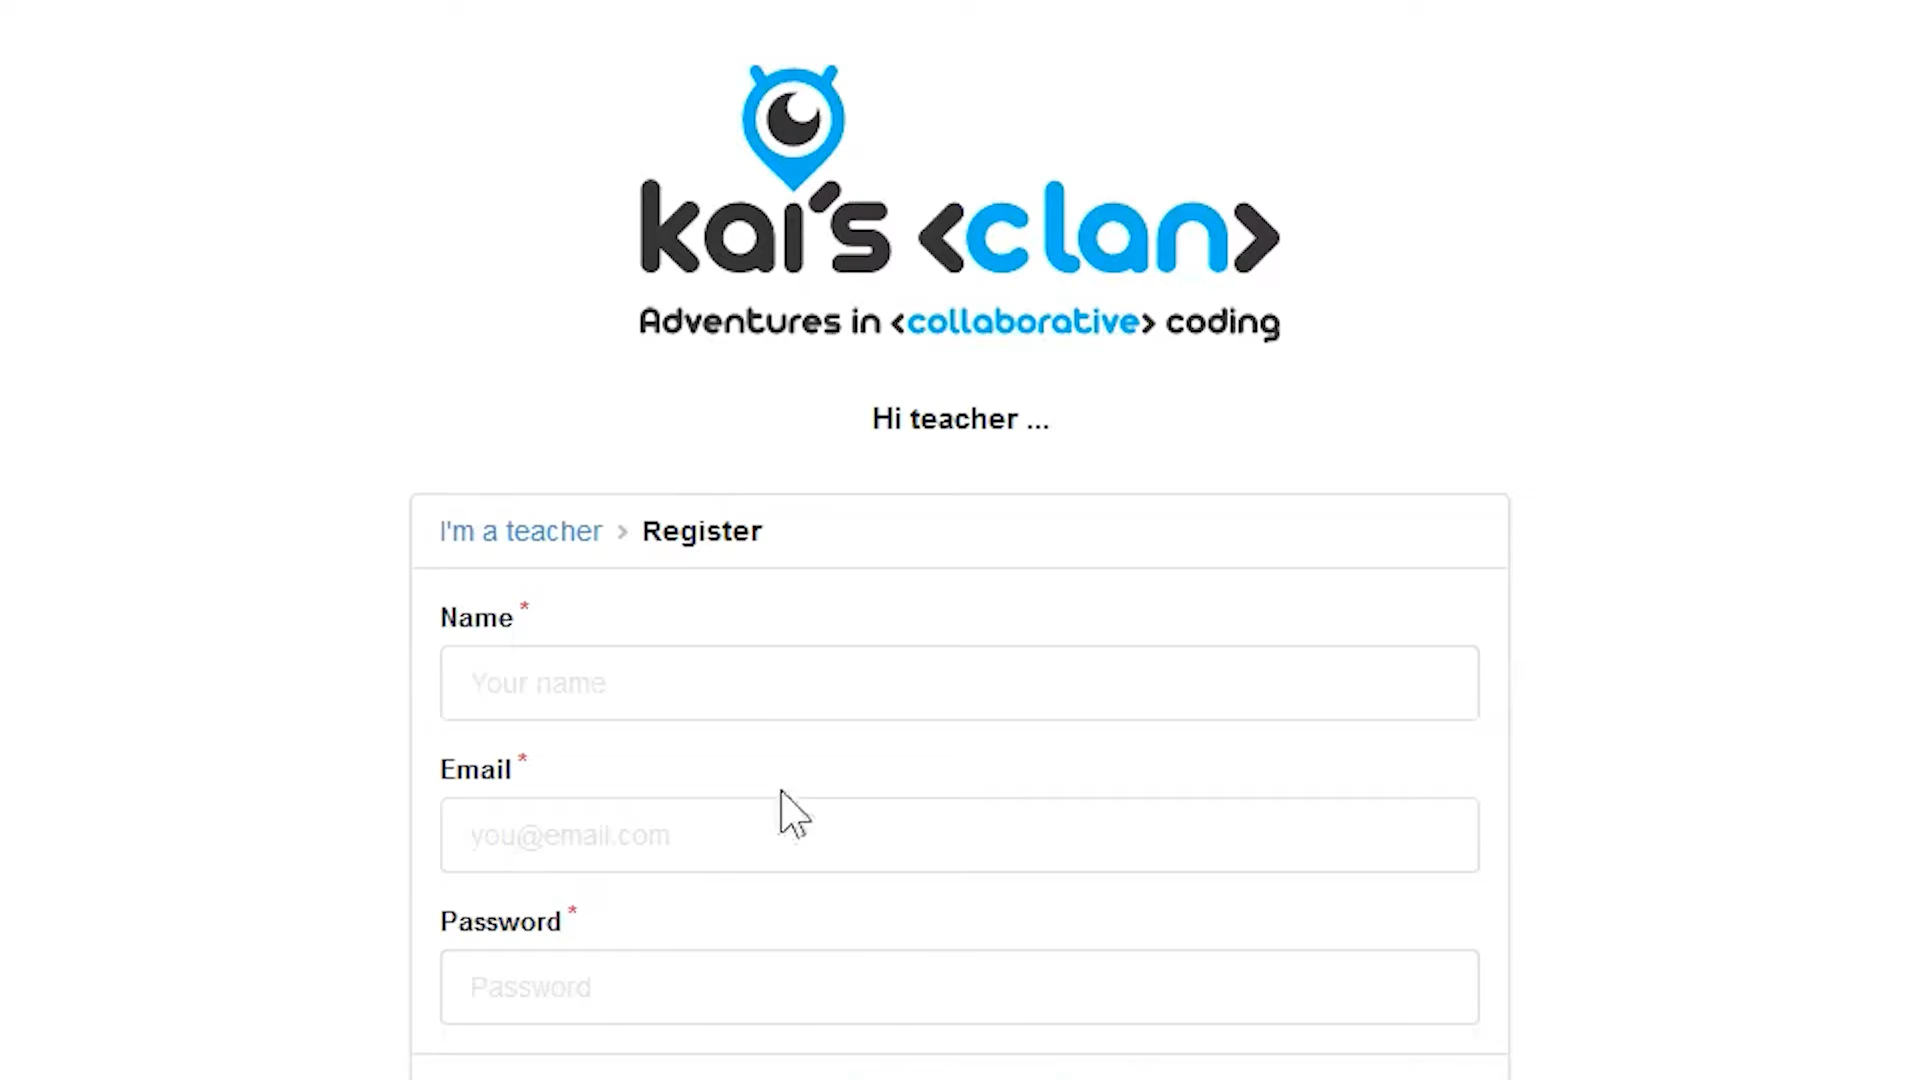 kai's <clan>
Adventures in <collaborative> coding
Hi teacher ...
I'm a teacher > Register
Name *
Your name
Email *
you@email.com
Password *
Password